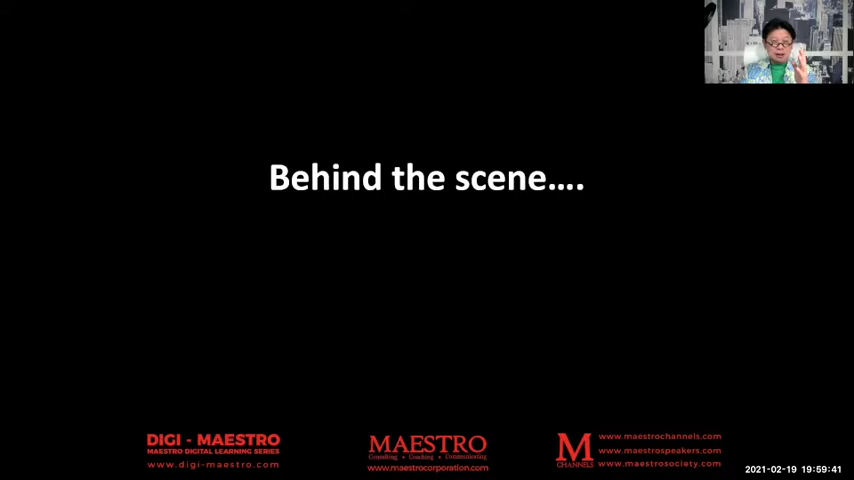 Behind the scene....
DIGI - MAESTRO
MAESTRO DIGITAL LEARNING SERIES
www.digi-maestro.com
MAESTRO
Consulting • Coaching • Communicating
www.maestrocorporation.com
M
CHANNELS
www.maestrochannels.com
www.maestrospeakers.com
www.maestrosociety.com
2021-02-19 19:59:41